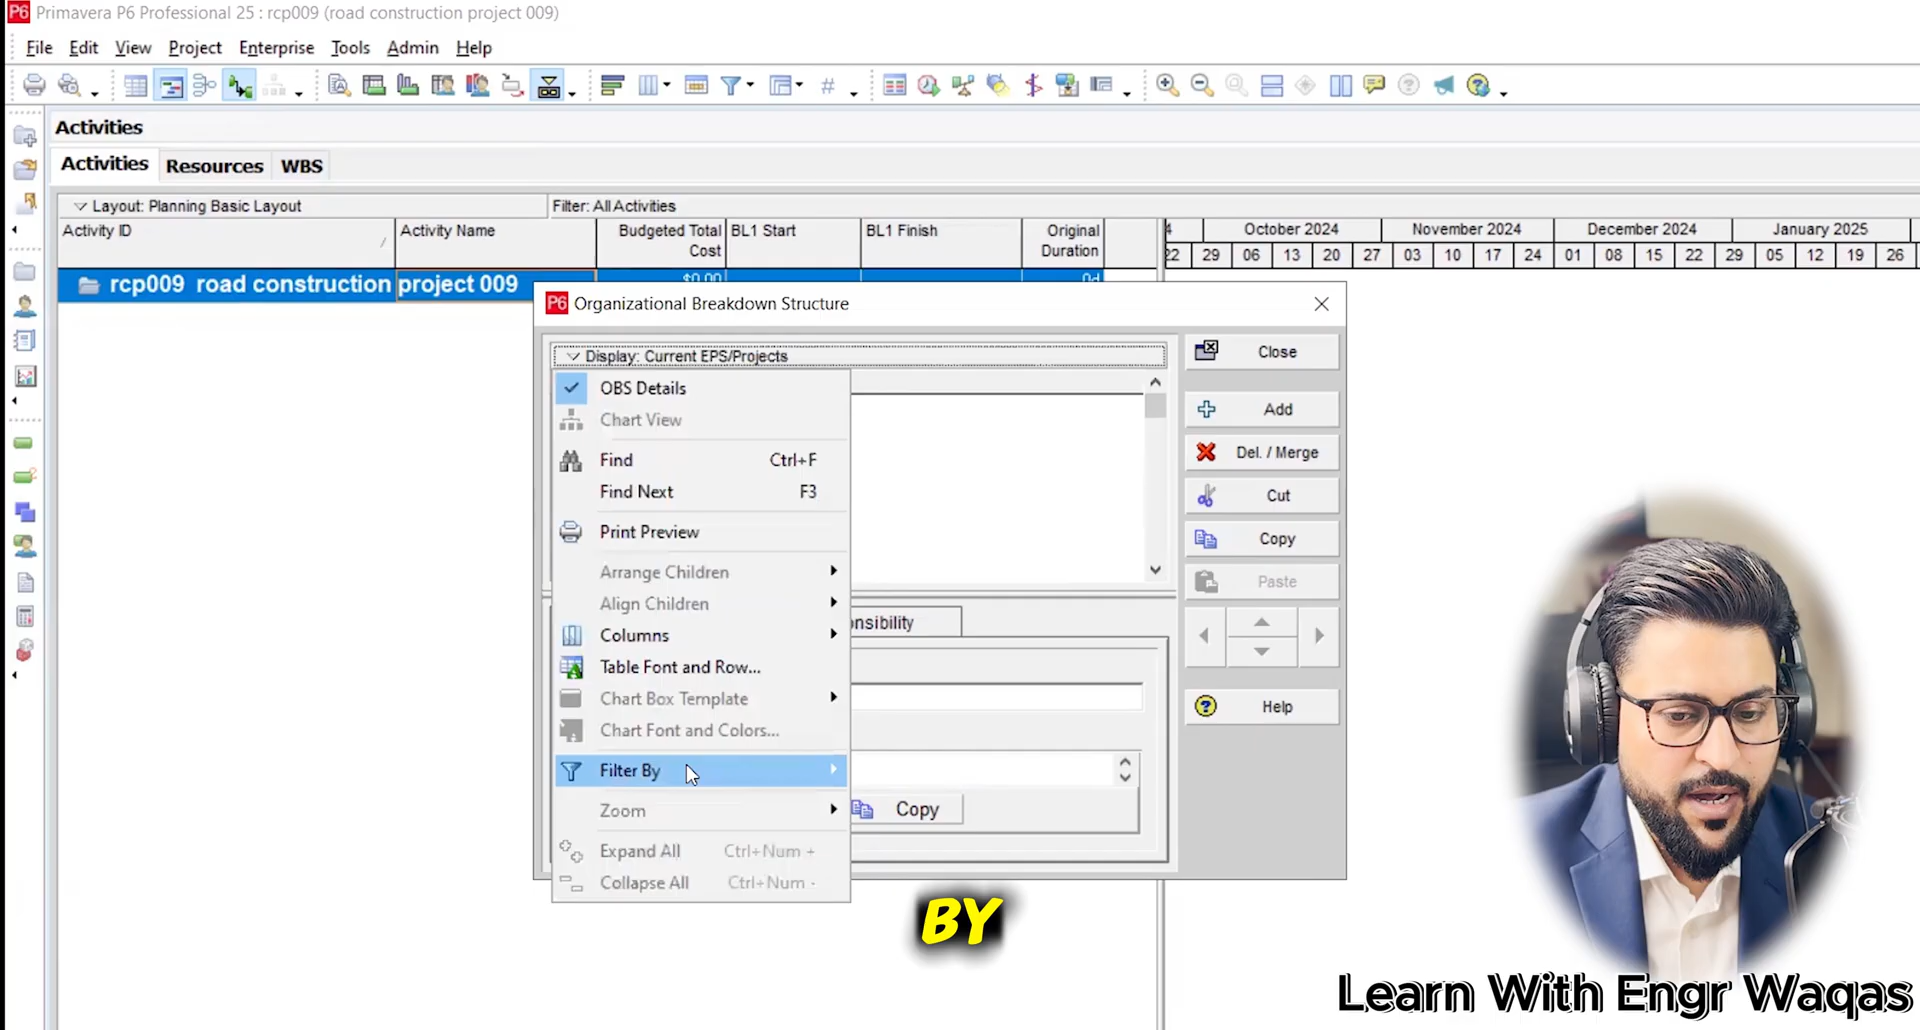 P6 Primavera P6 Professional 25 : rcp009 (road construction project 009)
File Edit View Project Enterprise Tools Admin Help
Activities
Activities Resources WBS
Layout: Planning Basic Layout Filter: All Activities
Activity ID Activity Name Budgeted Total Cost BL1 Start BL1 Finish Original Duration
October 2024 November 2024 December 2024 January 2025
22 29 06 13 20 27 03 10 17 24 01 08 15 22 29 05 12 19 26
rcp009 road construction project 009 $0.00 0d
P6 Organizational Breakdown Structure
Display: Current EPS/Projects
OBS Details
Chart View
Find Ctrl+F
Find Next F3
Print Preview
Arrange Children
Align Children
Columns
Table Font and Row...
Chart Box Template
Chart Font and Colors...
Filter By
Zoom
Expand All Ctrl+Num +
Collapse All Ctrl+Num -
nsibility
Copy
Close
Add
Del. / Merge
Cut
Copy
Paste
Help
BY
Learn With Engr Waqas